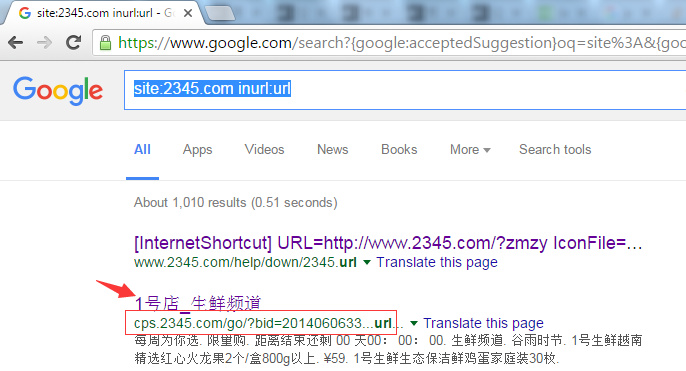 site:2345.com inurl:url - Go
https://www.google.com/search?{google:acceptedSuggestion}oq=site%3A&{goo
Google
site:2345.com inurl:url
All Apps Videos News Books More Search tools
About 1,010 results (0.51 seconds)
[InternetShortcut] URL=http://www.2345.com/?zmzy IconFile=...
www.2345.com/help/down/2345.url Translate this page
1号店_生鲜频道
cps.2345.com/go/?bid=2014060633...url... Translate this page
每周为你选. 限量购. 距离结束还剩 00 天00： 00： 00. 生鲜频道. 谷雨时节. 1号生鲜越南
精选红心火龙果2个/盒800g以上. ¥59. 1号生鲜生态保洁鲜鸡蛋家庭装30枚.